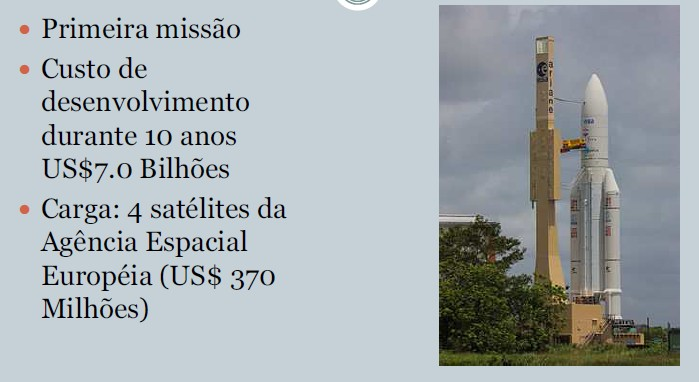 Primeira missão
Custo de
desenvolvimento
durante 10 anos
US$7.0 Bilhões
Carga: 4 satélites da
Agência Espacial
Européia (US$ 370
Milhões)
ariane
esa